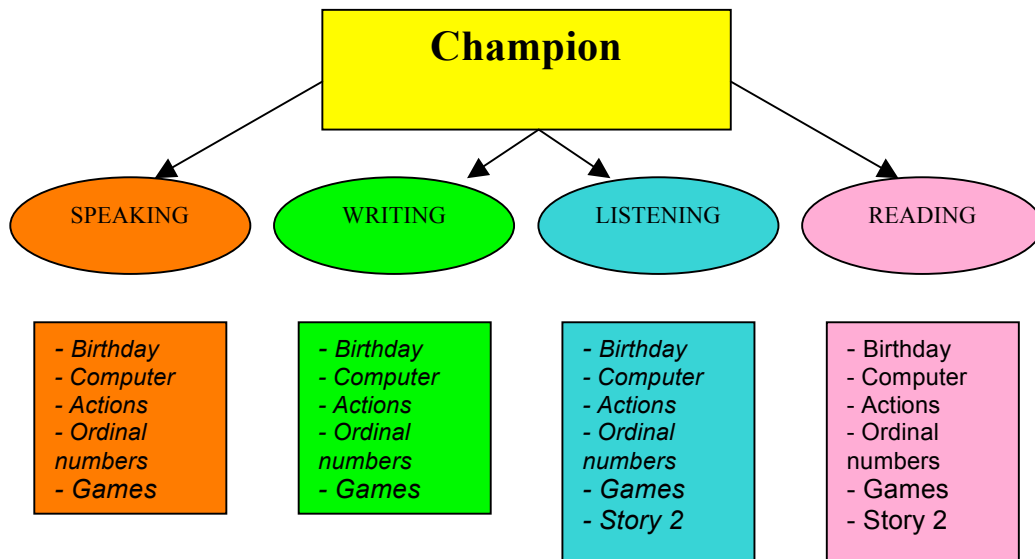 Champion
SPEAKING
WRITING
LISTENING
READING
- Birthday
- Computer
- Actions
- Ordinal
numbers
- Games
- Birthday
- Computer
- Actions
- Ordinal
numbers
- Games
- Birthday
- Computer
- Actions
- Ordinal
numbers
- Games
- Story 2
- Birthday
- Computer
- Actions
- Ordinal
numbers
- Games
- Story 2